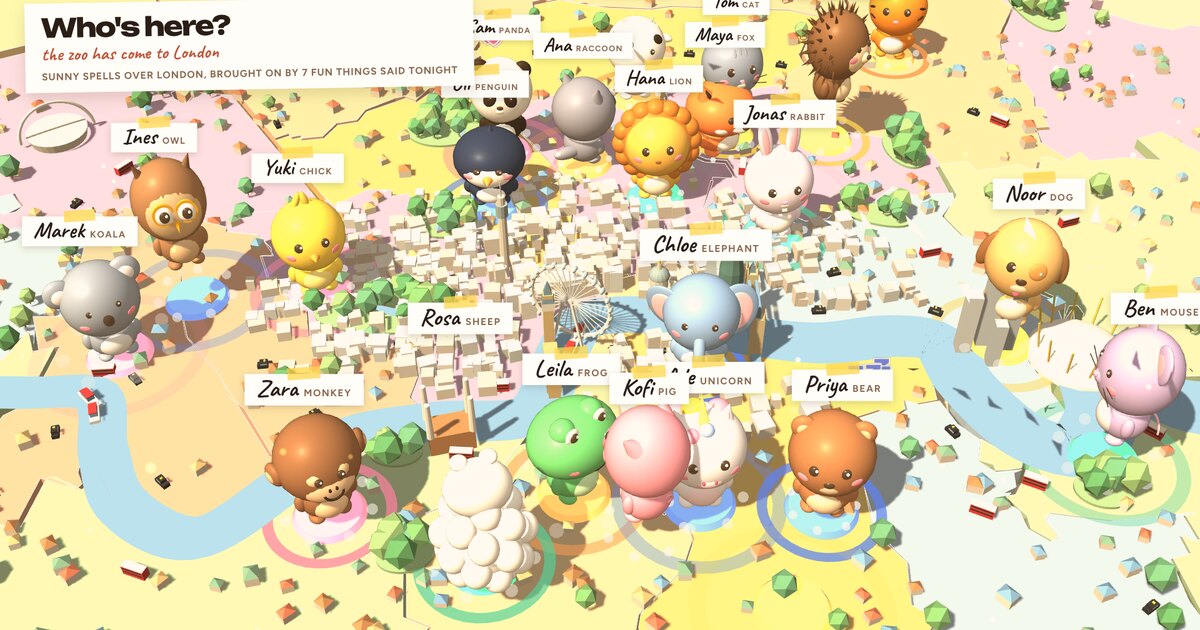 Who's here?
the zoo has come to London
SUNNY SPELLS OVER LONDON, BROUGHT ON BY 7 FUN THINGS SAID TONIGHT
Tom CAT
Sam PANDA
Ana RACCOON
Maya FOX
Hana LION
PENGUIN
Jonas RABBIT
Ines OWL
Yuki CHICK
Noor DOG
Marek KOALA
Chloe ELEPHANT
Ben MOUSE
Rosa SHEEP
Leila FROG
Kofi PIG
UNICORN
Priya BEAR
Zara MONKEY